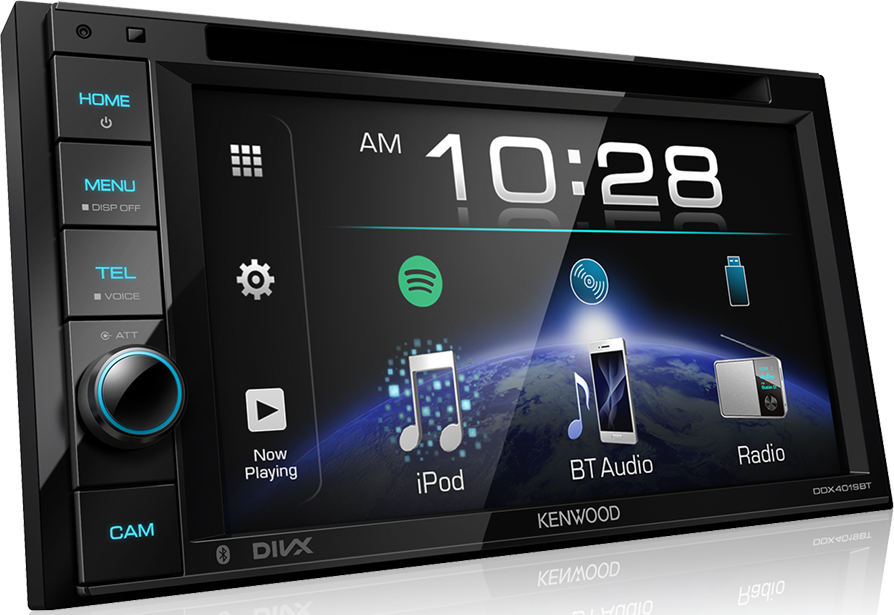 HOME
MENU
DISP OFF
TEL
VOICE
ATT
CAM
AM 10:28
Now
Playing
iPod
BT Audio
Radio
DDX4019BT
KENWOOD
DIVX